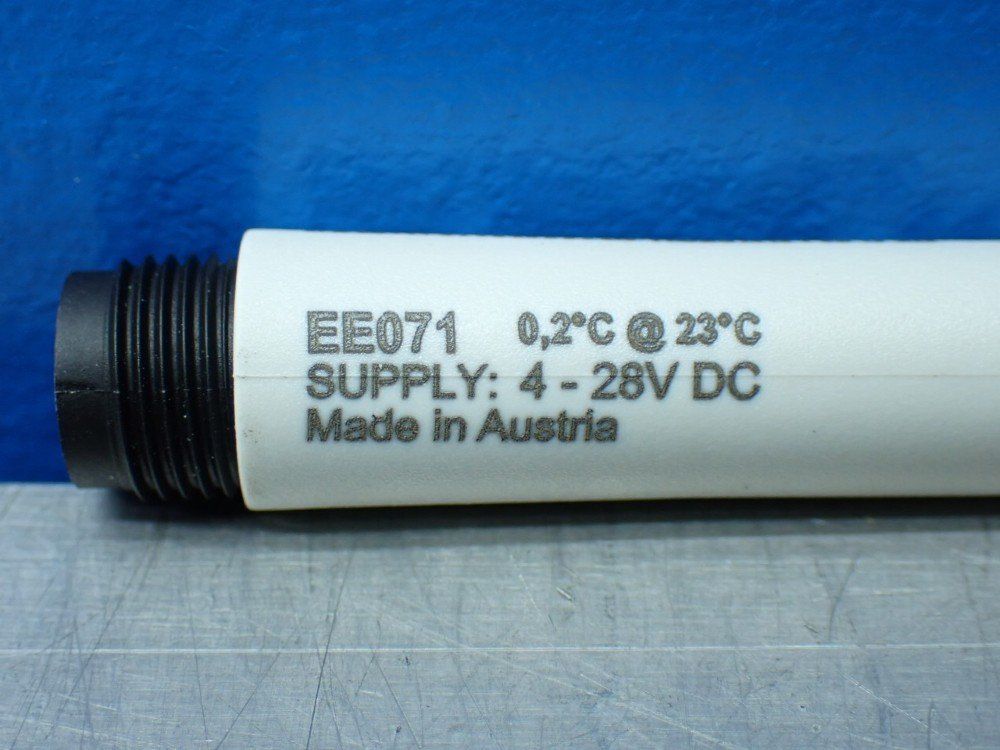 EE071 0,2°C @ 23°C
SUPPLY: 4 - 28V DC
Made in Austria